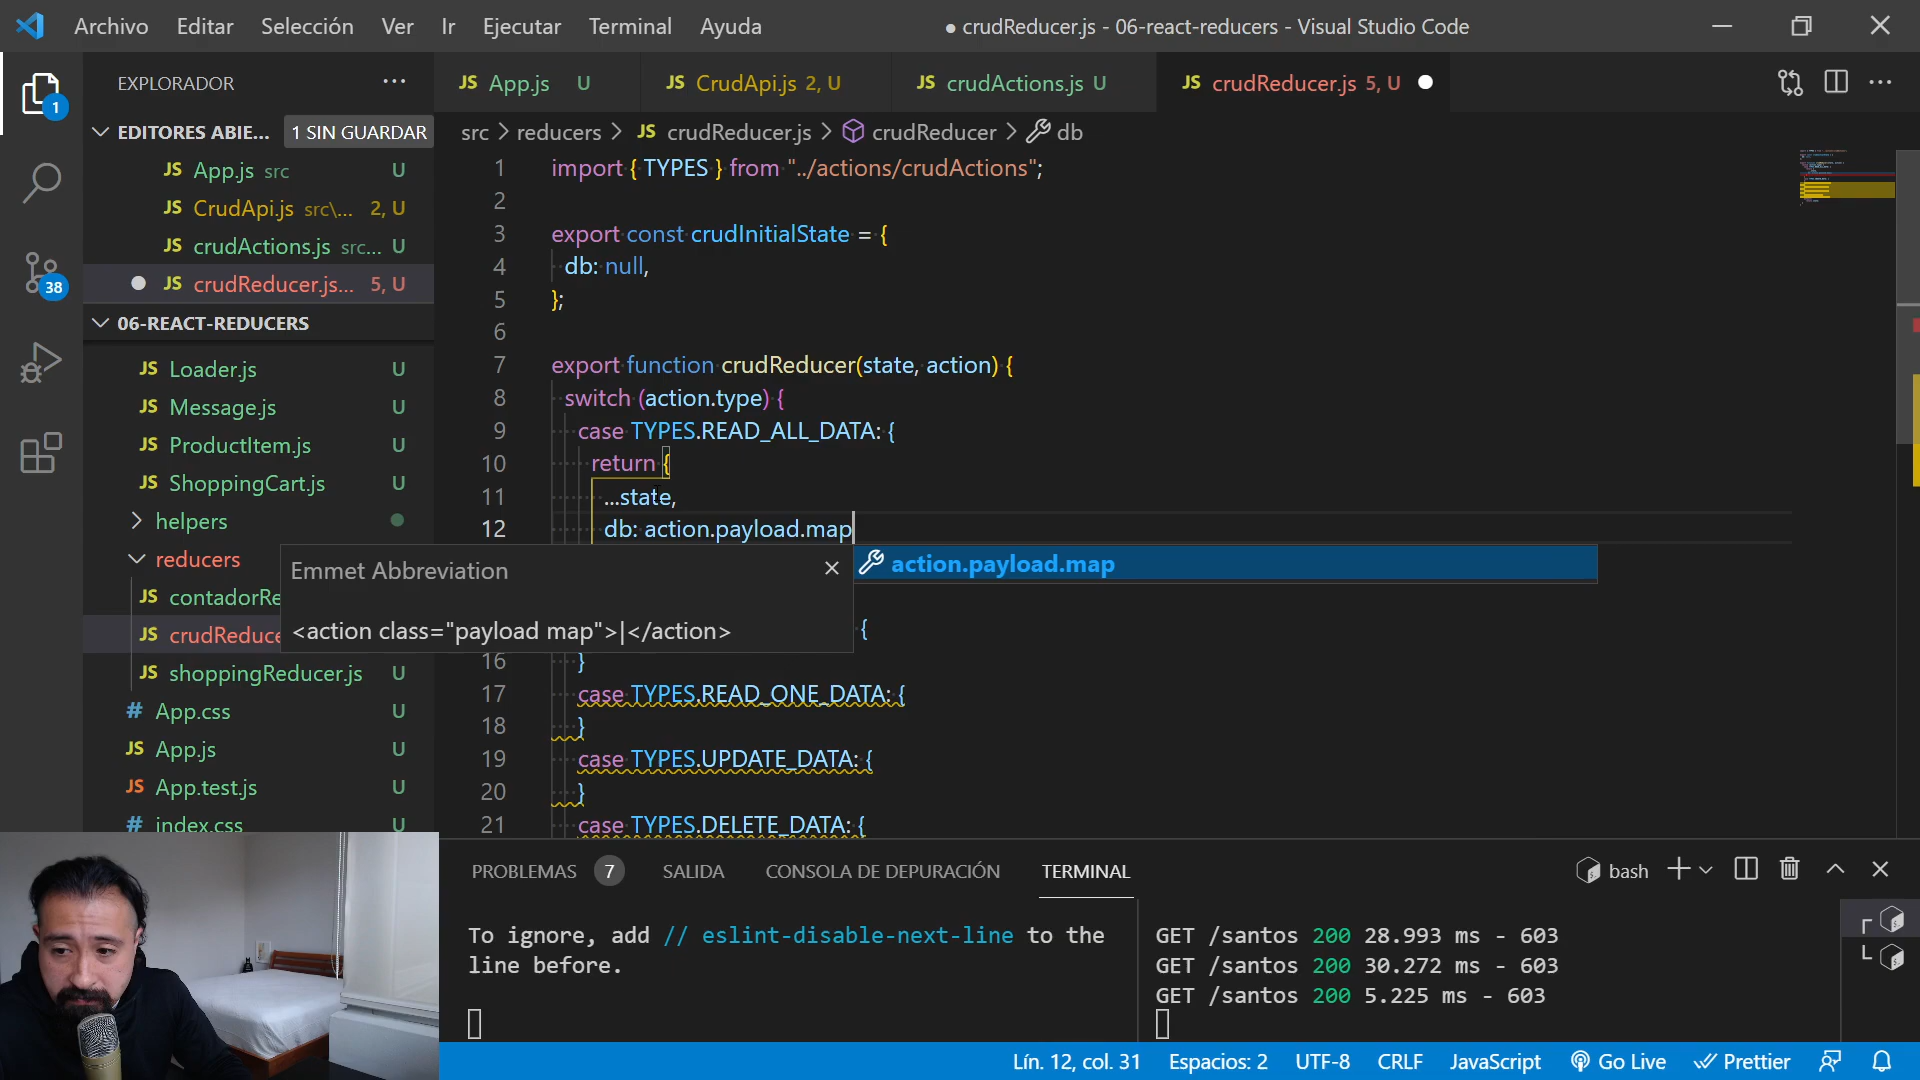 Archivo Editar Selección Ver Ir Ejecutar Terminal Ayuda
● crudReducer.js - 06-react-reducers - Visual Studio Code
EXPLORADOR ···
JS App.js U
JS CrudApi.js 2, U
JS crudActions.js U
JS crudReducer.js 5, U
EDITORES ABIE... 1 SIN GUARDAR
JS App.js src U
JS CrudApi.js src\... 2, U
JS crudActions.js src... U
JS crudReducer.js... 5, U
1
38
06-REACT-REDUCERS
JS Loader.js U
JS Message.js U
JS ProductItem.js U
JS ShoppingCart.js U
helpers
reducers
JS contadorRe
JS crudReduce
JS shoppingReducer.js U
# App.css U
JS App.js U
JS App.test.js U
# index.css U
src > reducers > JS crudReducer.js > crudReducer > db
1 import { TYPES } from "../actions/crudActions";
2
3 export const crudInitialState = {
4 db: null,
5 };
6
7 export function crudReducer(state, action) {
8 switch (action.type) {
9 case TYPES.READ_ALL_DATA: {
10 return {
11 ...state,
12 db: action.payload.map
Emmet Abbreviation
<action class="payload map">|</action>
action.payload.map
{
16 }
17 case TYPES.READ_ONE_DATA: {
18 }
19 case TYPES.UPDATE_DATA: {
20 }
21 case TYPES.DELETE_DATA: {
PROBLEMAS 7 SALIDA CONSOLA DE DEPURACIÓN TERMINAL
bash
To ignore, add // eslint-disable-next-line to the
line before.
GET /santos 200 28.993 ms - 603
GET /santos 200 30.272 ms - 603
GET /santos 200 5.225 ms - 603
Lín. 12, col. 31 Espacios: 2 UTF-8 CRLF JavaScript Go Live Prettier